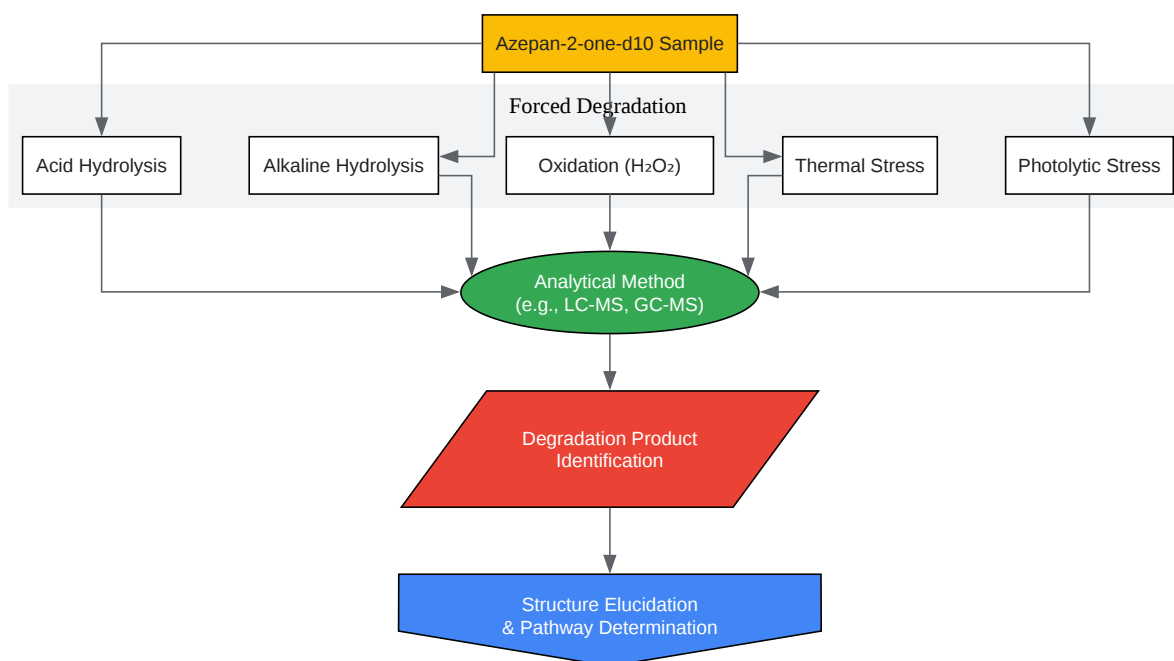 Azepan-2-one-d10 Sample
Forced Degradation
Acid Hydrolysis
Alkaline Hydrolysis
Oxidation (H₂O₂)
Thermal Stress
Photolytic Stress
Analytical Method
(e.g., LC-MS, GC-MS)
Degradation Product
Identification
Structure Elucidation
& Pathway Determination